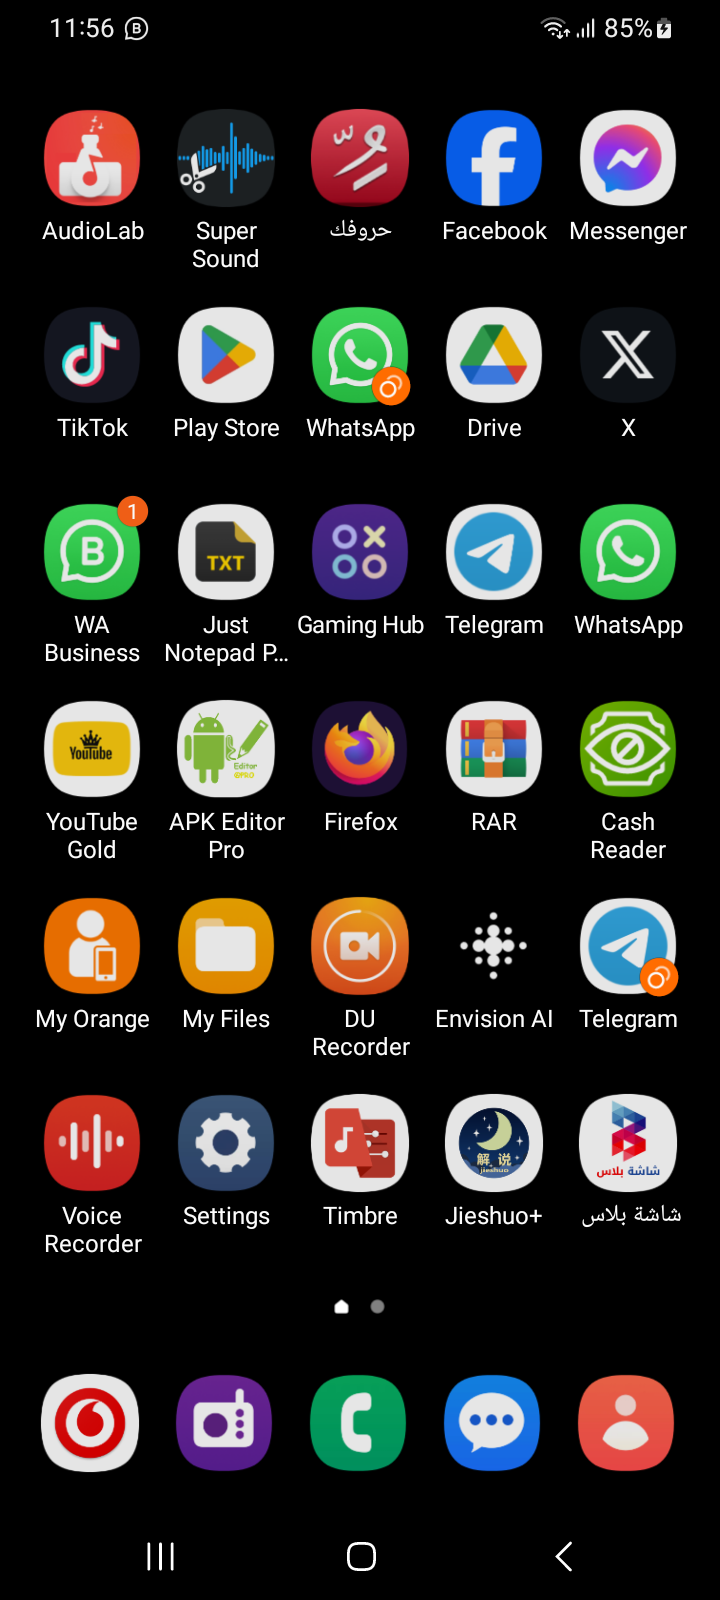 11:56
85%
AudioLab
Super
Sound
حروفك
Facebook
Messenger
TikTok
Play Store
WhatsApp
Drive
X
1
B
WA
Business
TXT
Just
Notepad P...
Gaming Hub
Telegram
WhatsApp
YouTube
YouTube
Gold
Editor
@PRO
APK Editor
Pro
Firefox
RAR
Cash
Reader
My Orange
My Files
DU
Recorder
Envision AI
Telegram
Voice
Recorder
Settings
Timbre
解说
jieshuo
Jieshuo+
شاشة بلاس
شاشة بلاس